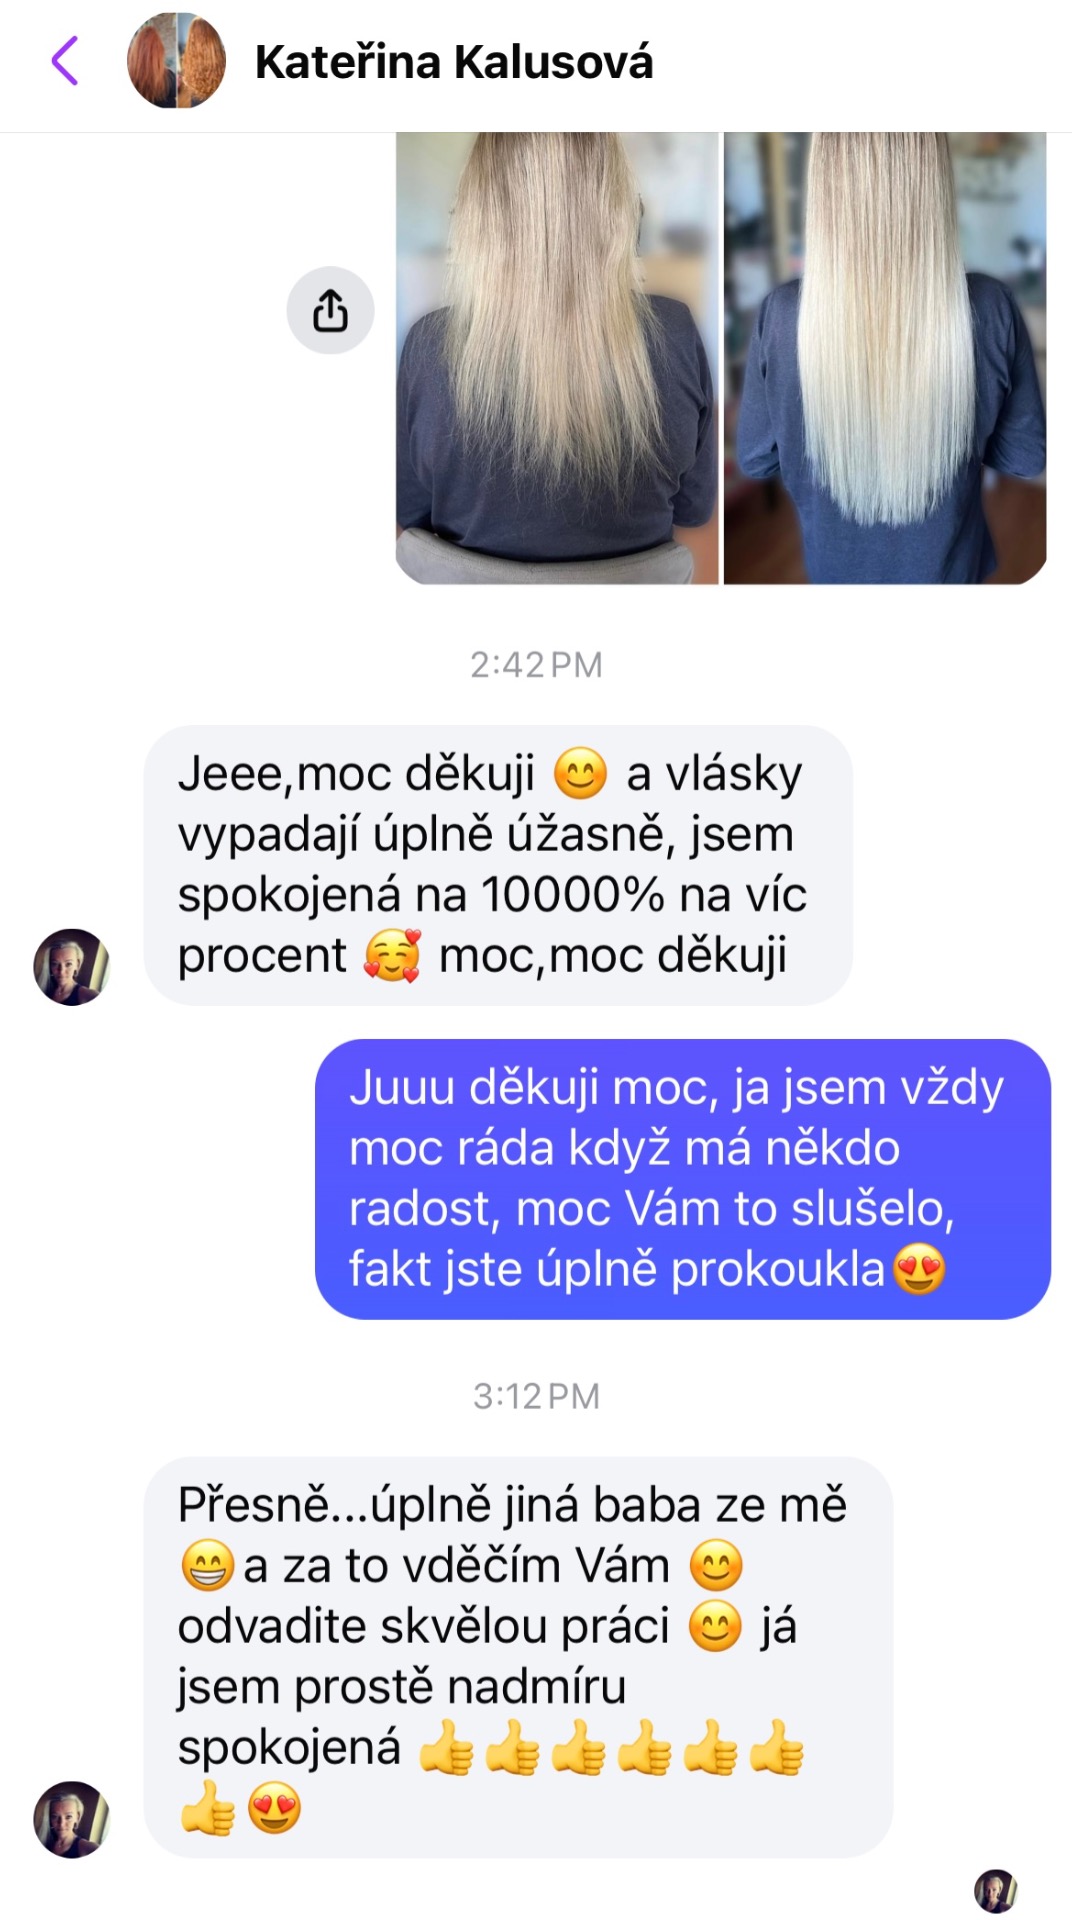 Kateřina Kalusová
2:42 PM
Jeee,moc děkuji 😊 a vlásky
vypadají úplně úžasně, jsem
spokojená na 10000% na víc
procent 🥰 moc,moc děkuji
Juuu děkuji moc, ja jsem vždy
moc ráda když má někdo
radost, moc Vám to slušelo,
fakt jste úplně prokoukla😍
3:12 PM
Přesně...úplně jiná baba ze mě
😁a za to vděčím Vám 😊
odvadite skvělou práci 😊 já
jsem prostě nadmíru
spokojená 👍👍👍👍👍👍
👍😍